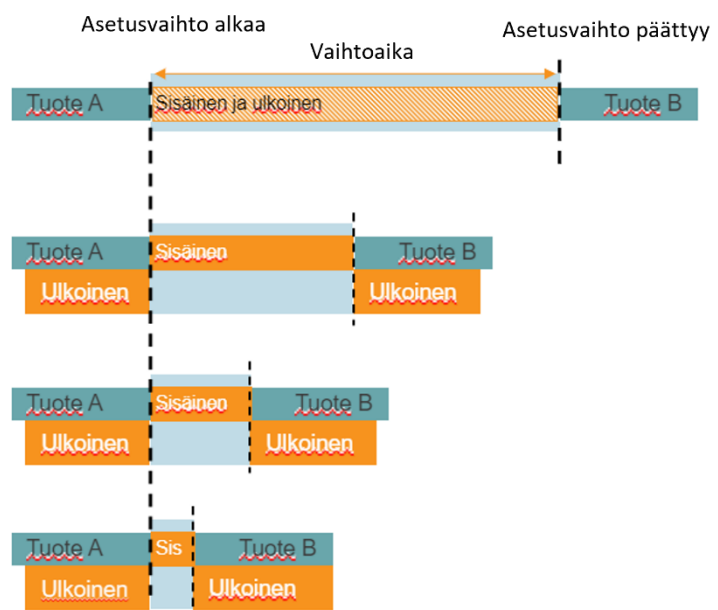 Asetusvaihto alkaa
Vaihtoaika
Asetusvaihto päättyy
Tuote A
Sisäinen ja ulkoinen
Tuote B
Tuote A
Sisäinen
Tuote B
Ulkoinen
Ulkoinen
Tuote A
Sisäinen
Tuote B
Ulkoinen
Ulkoinen
Tuote A
Sis
Tuote B
Ulkoinen
Ulkoinen